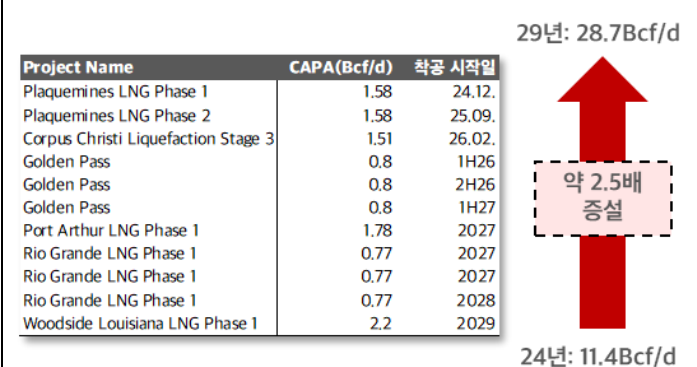 29년: 28.7Bcf/d
Project Name CAPA(Bcf/d) 착공 시작일
Plaquemines LNG Phase 1 1.58 24.12.
Plaquemines LNG Phase 2 1.58 25.09.
Corpus Christi Liquefaction Stage 3 1.51 26.02.
Golden Pass 0.8 1H26
Golden Pass 0.8 2H26
Golden Pass 0.8 1H27
Port Arthur LNG Phase 1 1.78 2027
Rio Grande LNG Phase 1 0.77 2027
Rio Grande LNG Phase 1 0.77 2027
Rio Grande LNG Phase 1 0.77 2028
Woodside Louisiana LNG Phase 1 2.2 2029
약 2.5배
증설
24년: 11.4Bcf/d